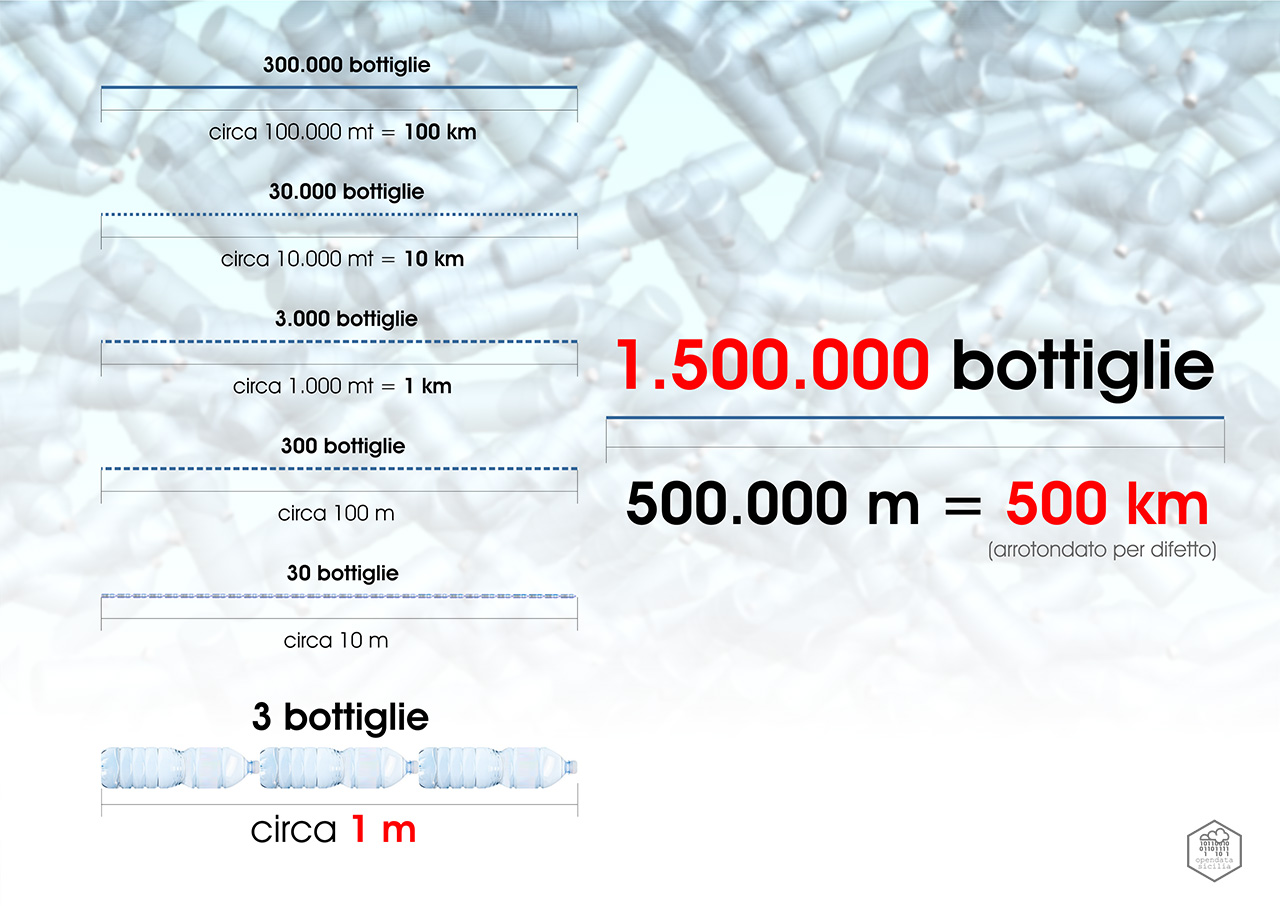 300.000 bottiglie
circa 100.000 mt = 100 km
30.000 bottiglie
circa 10.000 mt = 10 km
3.000 bottiglie
circa 1.000 mt = 1 km
300 bottiglie
circa 100 m
30 bottiglie
circa 10 m
3 bottiglie
circa 1 m
1.500.000 bottiglie
500.000 m = 500 km
(arrotondato per difetto)
opendata
sicilia